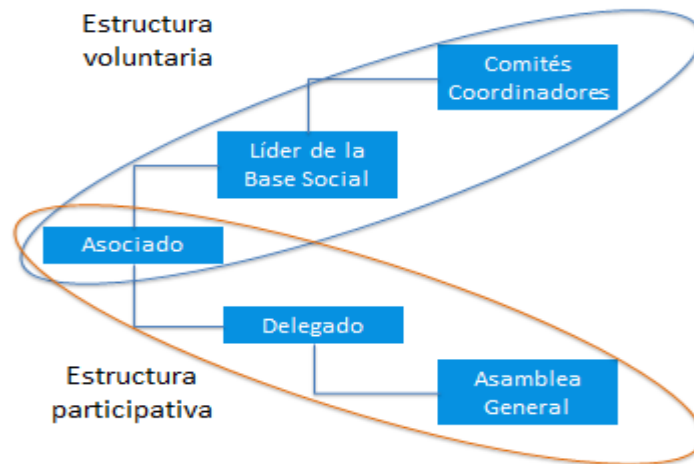 Estructura
voluntaria
Comités
Coordinadores
Líder de la
Base Social
Asociado
Delegado
Estructura
participativa
Asamblea
General